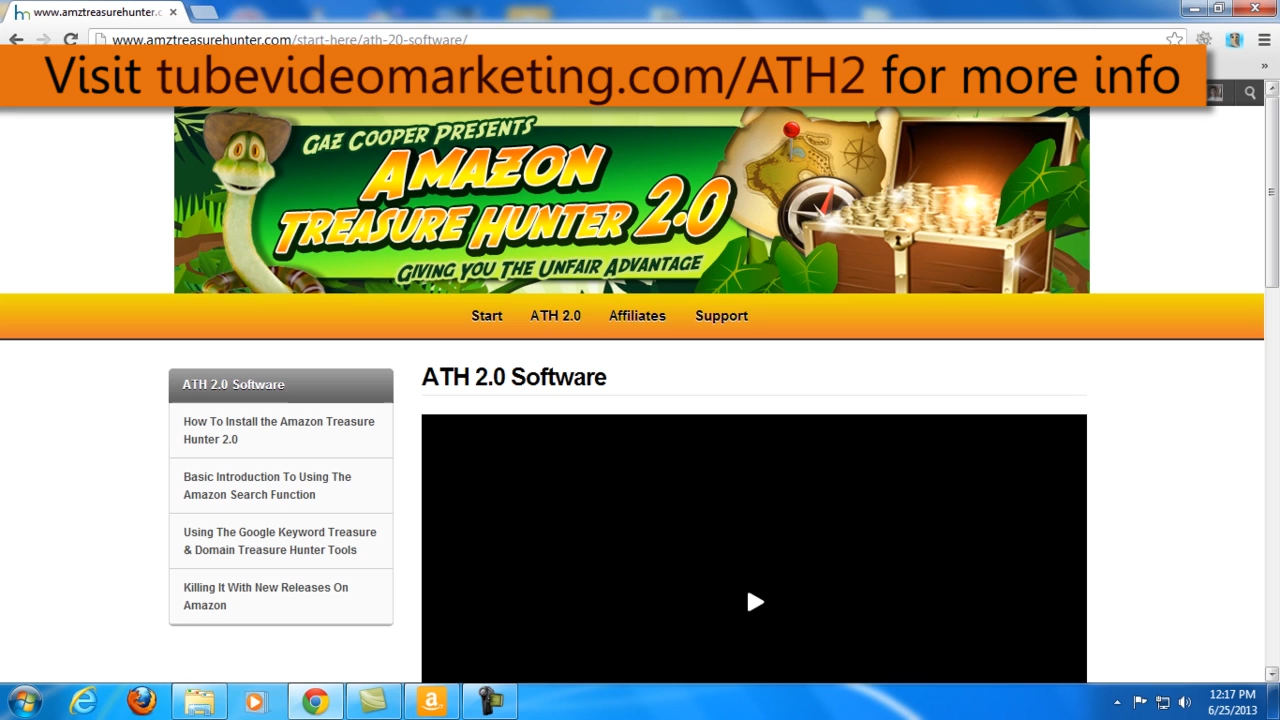 www.amztreasurehunter.c
www.amztreasurehunter.com/start-here/ath-20-software/
Visit tubevideomarketing.com/ATH2 for more info
GAZ COOPER PRESENTS
AMAZON
TREASURE HUNTER 2.0
GIVING YOU THE UNFAIR ADVANTAGE
Start ATH 2.0 Affiliates Support
ATH 2.0 Software
How To Install the Amazon Treasure
Hunter 2.0
Basic Introduction To Using The
Amazon Search Function
Using The Google Keyword Treasure
& Domain Treasure Hunter Tools
Killing It With New Releases On
Amazon
ATH 2.0 Software
12:17 PM
6/25/2013